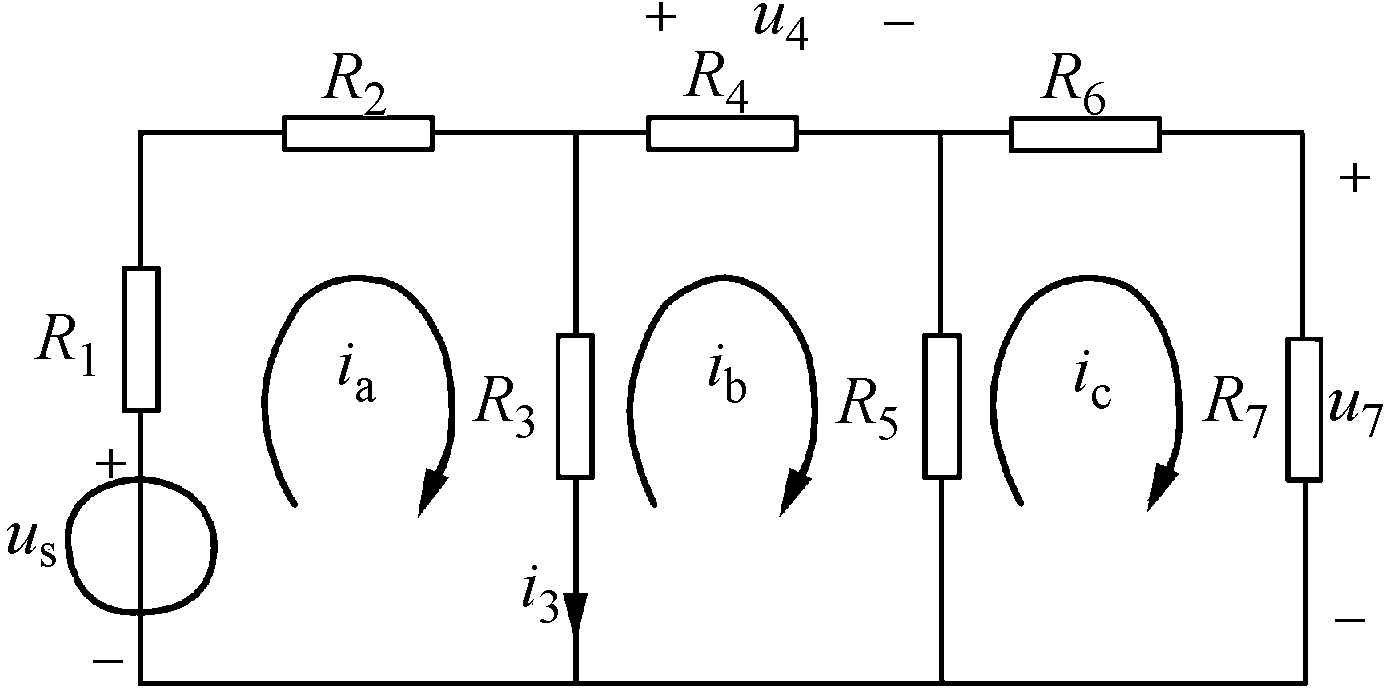 + u4 −
R2 R4 R6
+
R1 ia R3 ib R5 ic R7 u7
+
us
i3
− −